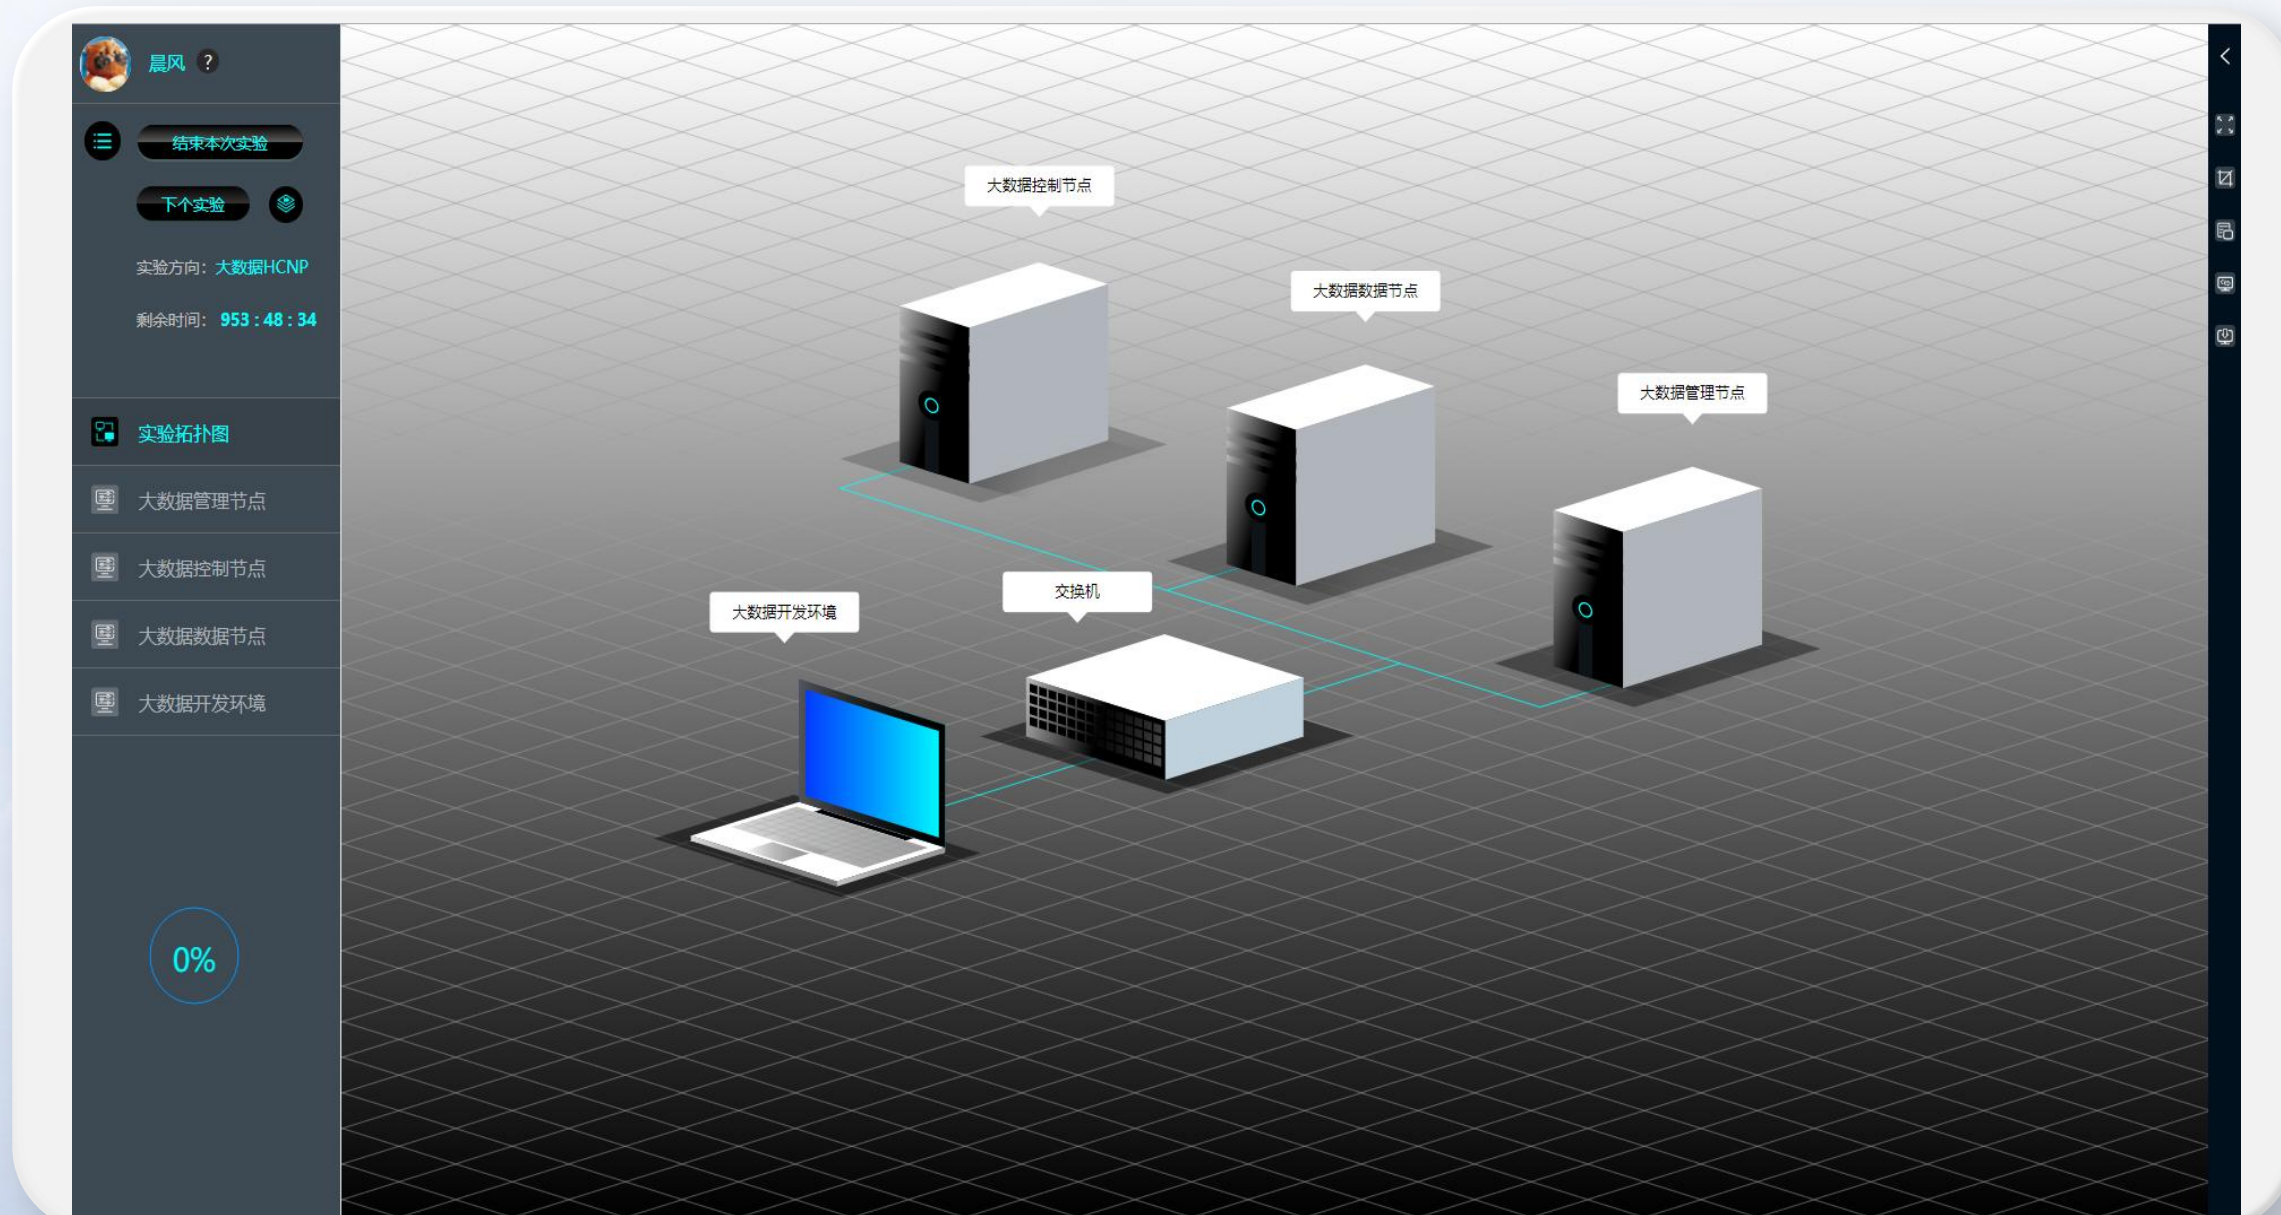 晨风 ?
结束本次实验
下个实验
实验方向：大数据HCNP
剩余时间： 953 : 48 : 34
实验拓扑图
大数据管理节点
大数据控制节点
大数据数据节点
大数据开发环境
0%
大数据控制节点
大数据数据节点
大数据管理节点
交换机
大数据开发环境